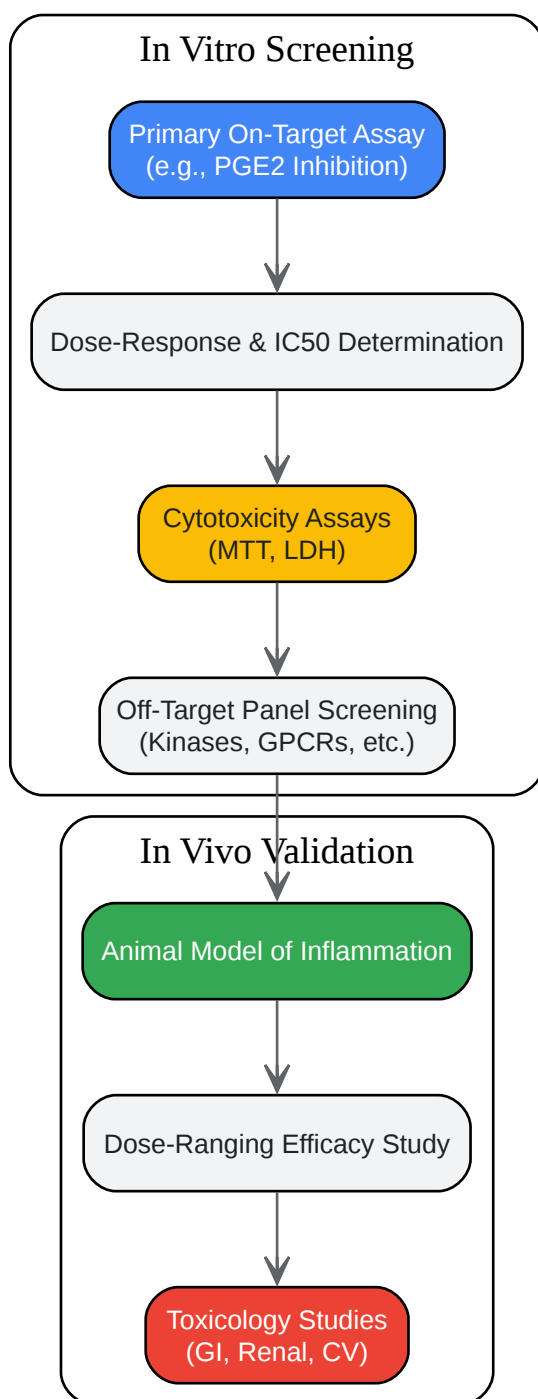 In Vitro Screening
Primary On-Target Assay
(e.g., PGE2 Inhibition)
Dose-Response & IC50 Determination
Cytotoxicity Assays
(MTT, LDH)
Off-Target Panel Screening
(Kinases, GPCRs, etc.)
In Vivo Validation
Animal Model of Inflammation
Dose-Ranging Efficacy Study
Toxicology Studies
(GI, Renal, CV)